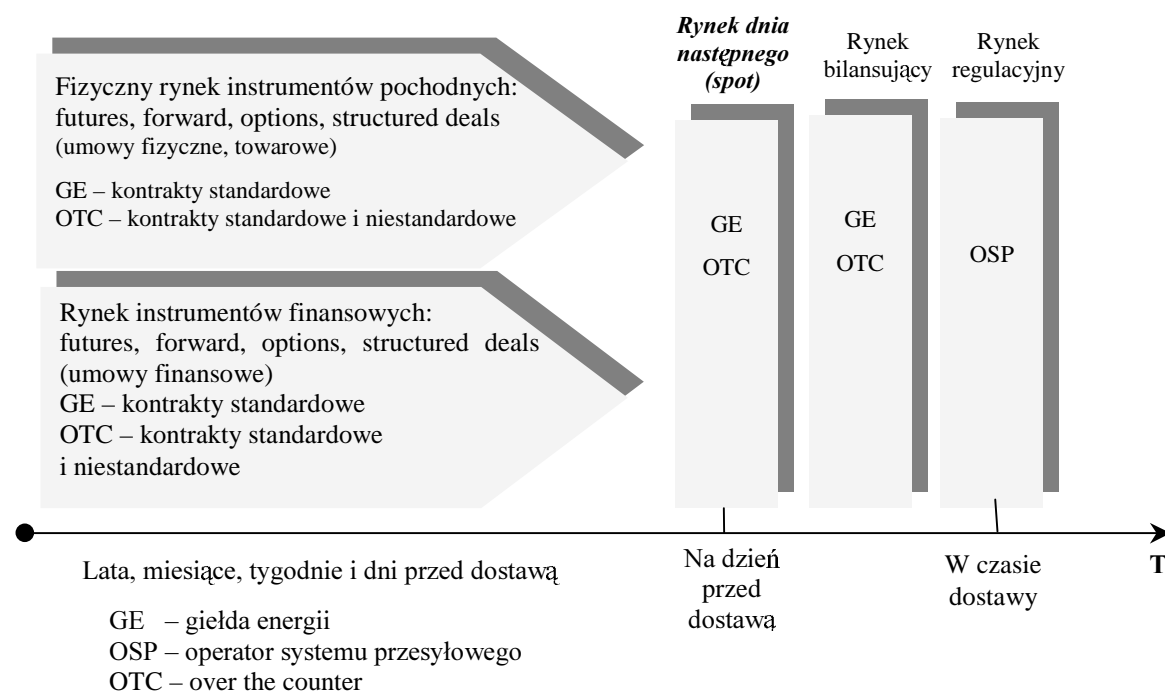 Fizyczny rynek instrumentów pochodnych:
futures, forward, options, structured deals
(umowy fizyczne, towarowe)
GE – kontrakty standardowe
OTC – kontrakty standardowe i niestandardowe
Rynek instrumentów finansowych:
futures, forward, options, structured deals
(umowy finansowe)
GE – kontrakty standardowe
OTC – kontrakty standardowe
i niestandardowe
Rynek dnia
następnego
(spot)
GE
OTC
Rynek
bilansujący
GE
OTC
Rynek
regulacyjny
OSP
Lata, miesiące, tygodnie i dni przed dostawą
Na dzień
przed
dostawą
W czasie
dostawy
T
GE – giełda energii
OSP – operator systemu przesyłowego
OTC – over the counter